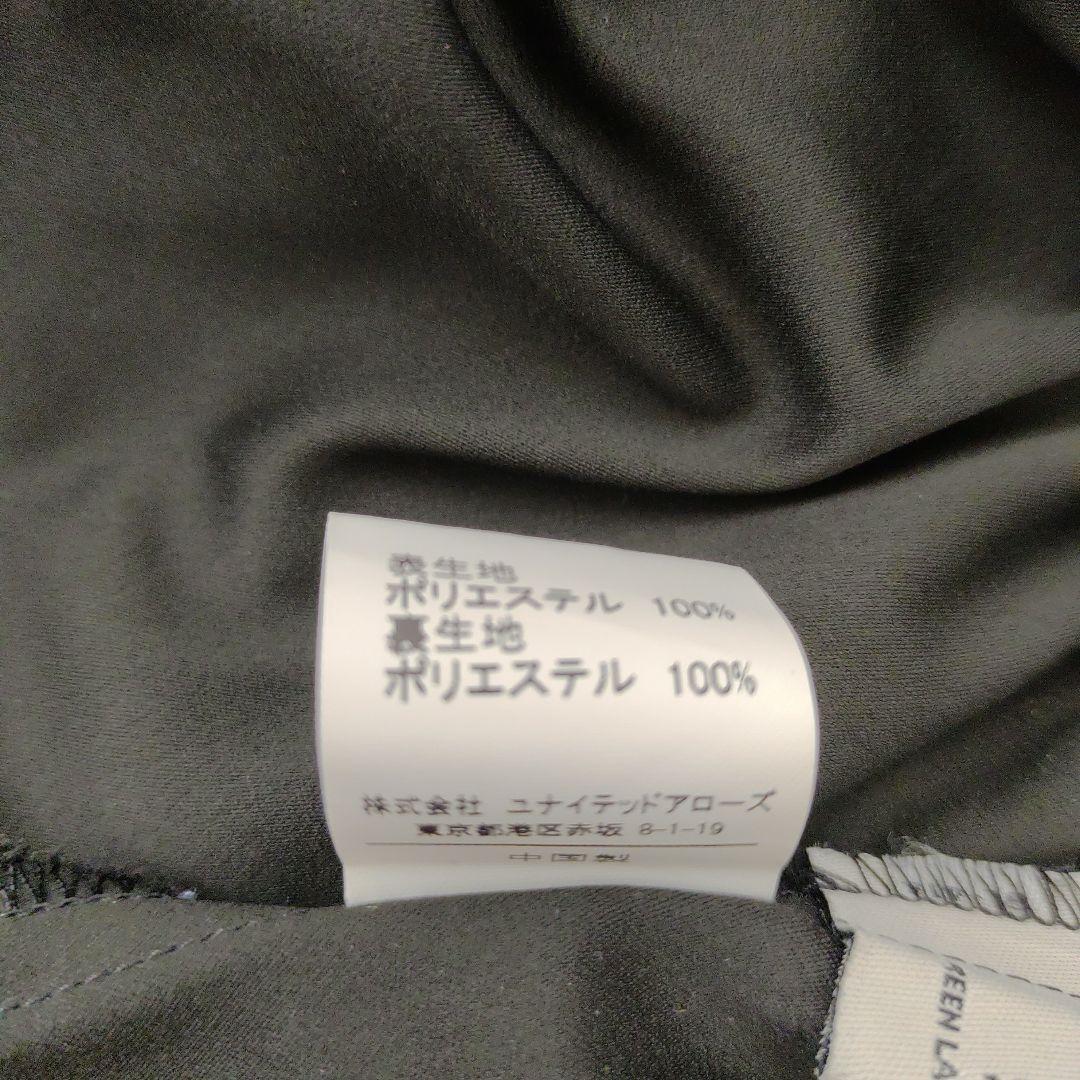 表生地
ポリエステル 100%
裏生地
ポリエステル 100%
株式会社 ユナイテッドアローズ
東京都港区赤坂 8-1-19
中国製
REEN LA